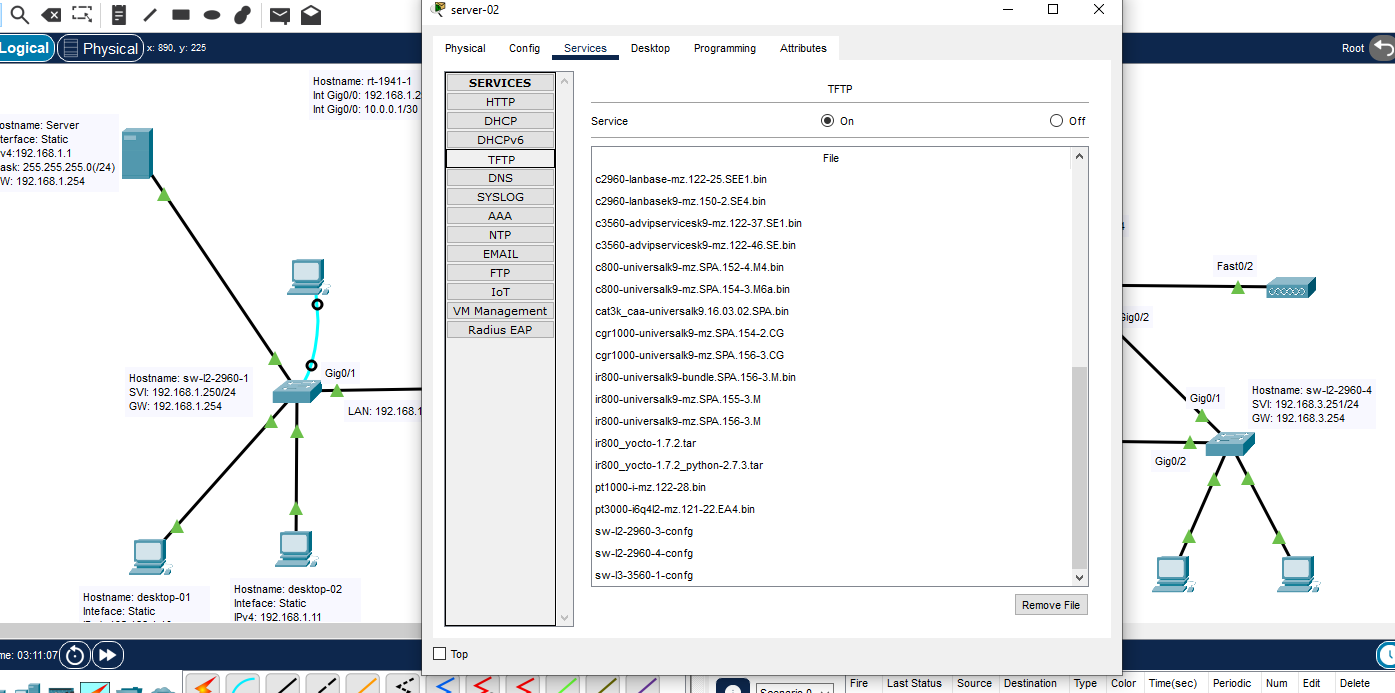 server-02
Logical
Physical
x: 890, y: 225
Root
Physical
Config
Services
Desktop
Programming
Attributes
SERVICES
HTTP
DHCP
DHCPv6
TFTP
DNS
SYSLOG
AAA
NTP
EMAIL
FTP
IoT
VM Management
Radius EAP
TFTP
Service
On
Off
File
c2960-lanbase-mz.122-25.SEE1.bin
c2960-lanbasek9-mz.150-2.SE4.bin
c3560-advipservicesk9-mz.122-37.SE1.bin
c3560-advipservicesk9-mz.122-46.SE.bin
c800-universalk9-mz.SPA.152-4.M4.bin
c800-universalk9-mz.SPA.154-3.M6a.bin
cat3k_caa-universalk9.16.03.02.SPA.bin
cgr1000-universalk9-mz.SPA.154-2.CG
cgr1000-universalk9-mz.SPA.156-3.CG
ir800-universalk9-bundle.SPA.156-3.M.bin
ir800-universalk9-mz.SPA.155-3.M
ir800-universalk9-mz.SPA.156-3.M
ir800_yocto-1.7.2.tar
ir800_yocto-1.7.2_python-2.7.3.tar
pt1000-i-mz.122-28.bin
pt3000-i6q4l2-mz.121-22.EA4.bin
sw-l2-2960-3-confg
sw-l2-2960-4-confg
sw-l3-3560-1-confg
Remove File
Top
Hostname: rt-1941-1
Int Gig0/0: 192.168.1.2
Int Gig0/0: 10.0.0.1/30
ostname: Server
terface: Static
v4:192.168.1.1
ask: 255.255.255.0(/24)
W: 192.168.1.254
Gig0/1
Hostname: sw-l2-2960-1
SVI: 192.168.1.250/24
GW: 192.168.1.254
LAN: 192.168.1
Hostname: desktop-01
Inteface: Static
Hostname: desktop-02
Inteface: Static
IPv4: 192.168.1.11
Fast0/2
Gig0/2
Gig0/1
Hostname: sw-l2-2960-4
SVI: 192.168.3.251/24
GW: 192.168.3.254
Gig0/2
me: 03:11:07
Scenario 0
Fire
Last Status
Source
Destination
Type
Color
Time(sec)
Periodic
Num
Edit
Delete